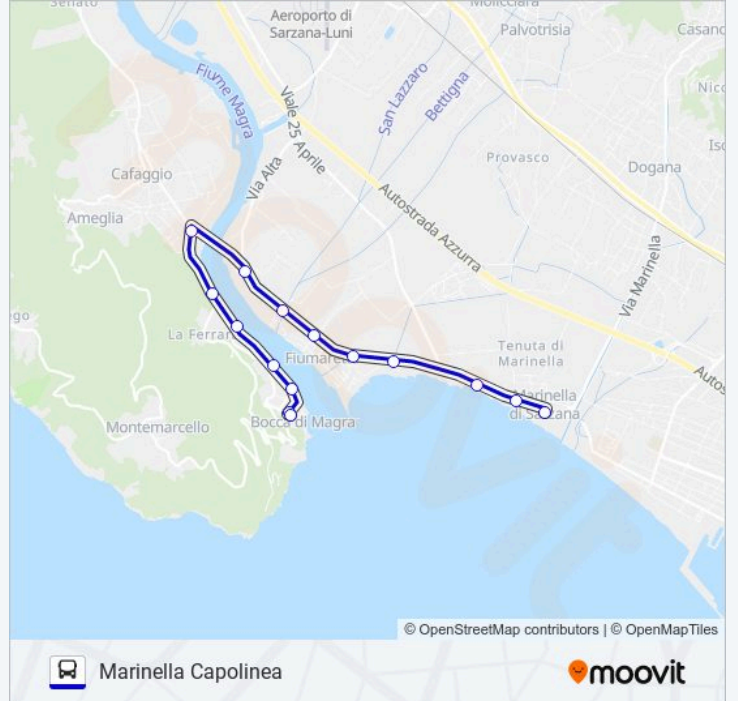 Senato
Molicciara
Aeroporto di
Sarzana-Luni
Palvotrisia
Fiume Magra
Viale 25 Aprile
San Lazzaro
Bettigna
Provasco
Dogana
Cafaggio
Via Alta
Autostrada Azzurra
Ameglia
Via Marinella
La Ferrara
Tenuta di
Marinella
Marinella
di Sarzana
Montemarcello
Bocca di Magra
© OpenStreetMap contributors | © OpenMapTiles
Marinella Capolinea
moovit